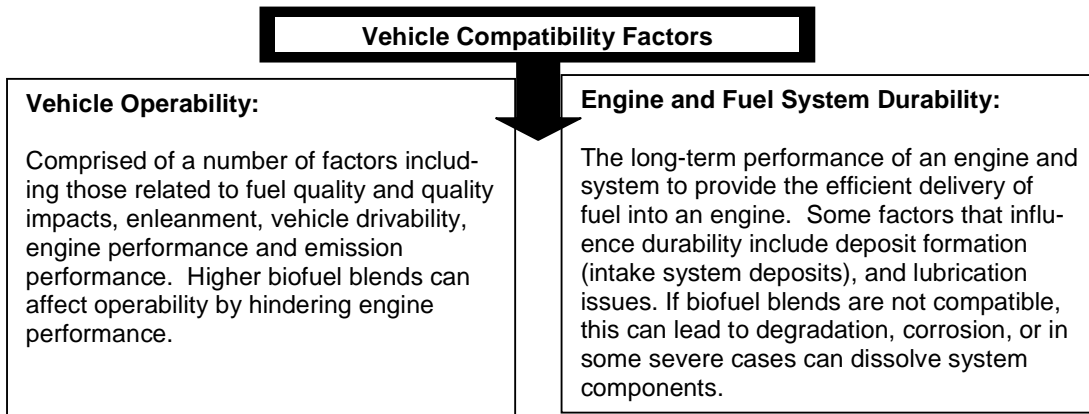 Vehicle Compatibility Factors
Vehicle Operability:
Comprised of a number of factors includ-
ing those related to fuel quality and quality
impacts, enleanment, vehicle drivability,
engine performance and emission
performance.  Higher biofuel blends can
affect operability by hindering engine
performance.
Engine and Fuel System Durability:
The long-term performance of an engine and
system to provide the efficient delivery of
fuel into an engine.  Some factors that influ-
ence durability include deposit formation
(intake system deposits), and lubrication
issues. If biofuel blends are not compatible,
this can lead to degradation, corrosion, or in
some severe cases can dissolve system
components.